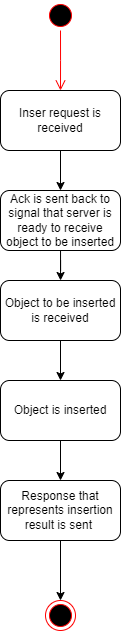 Inser request is
received
Ack is sent back to
signal that server is
ready to receive
object to be inserted
Object to be inserted
is received
Object is inserted
Response that
represents insertion
result is sent